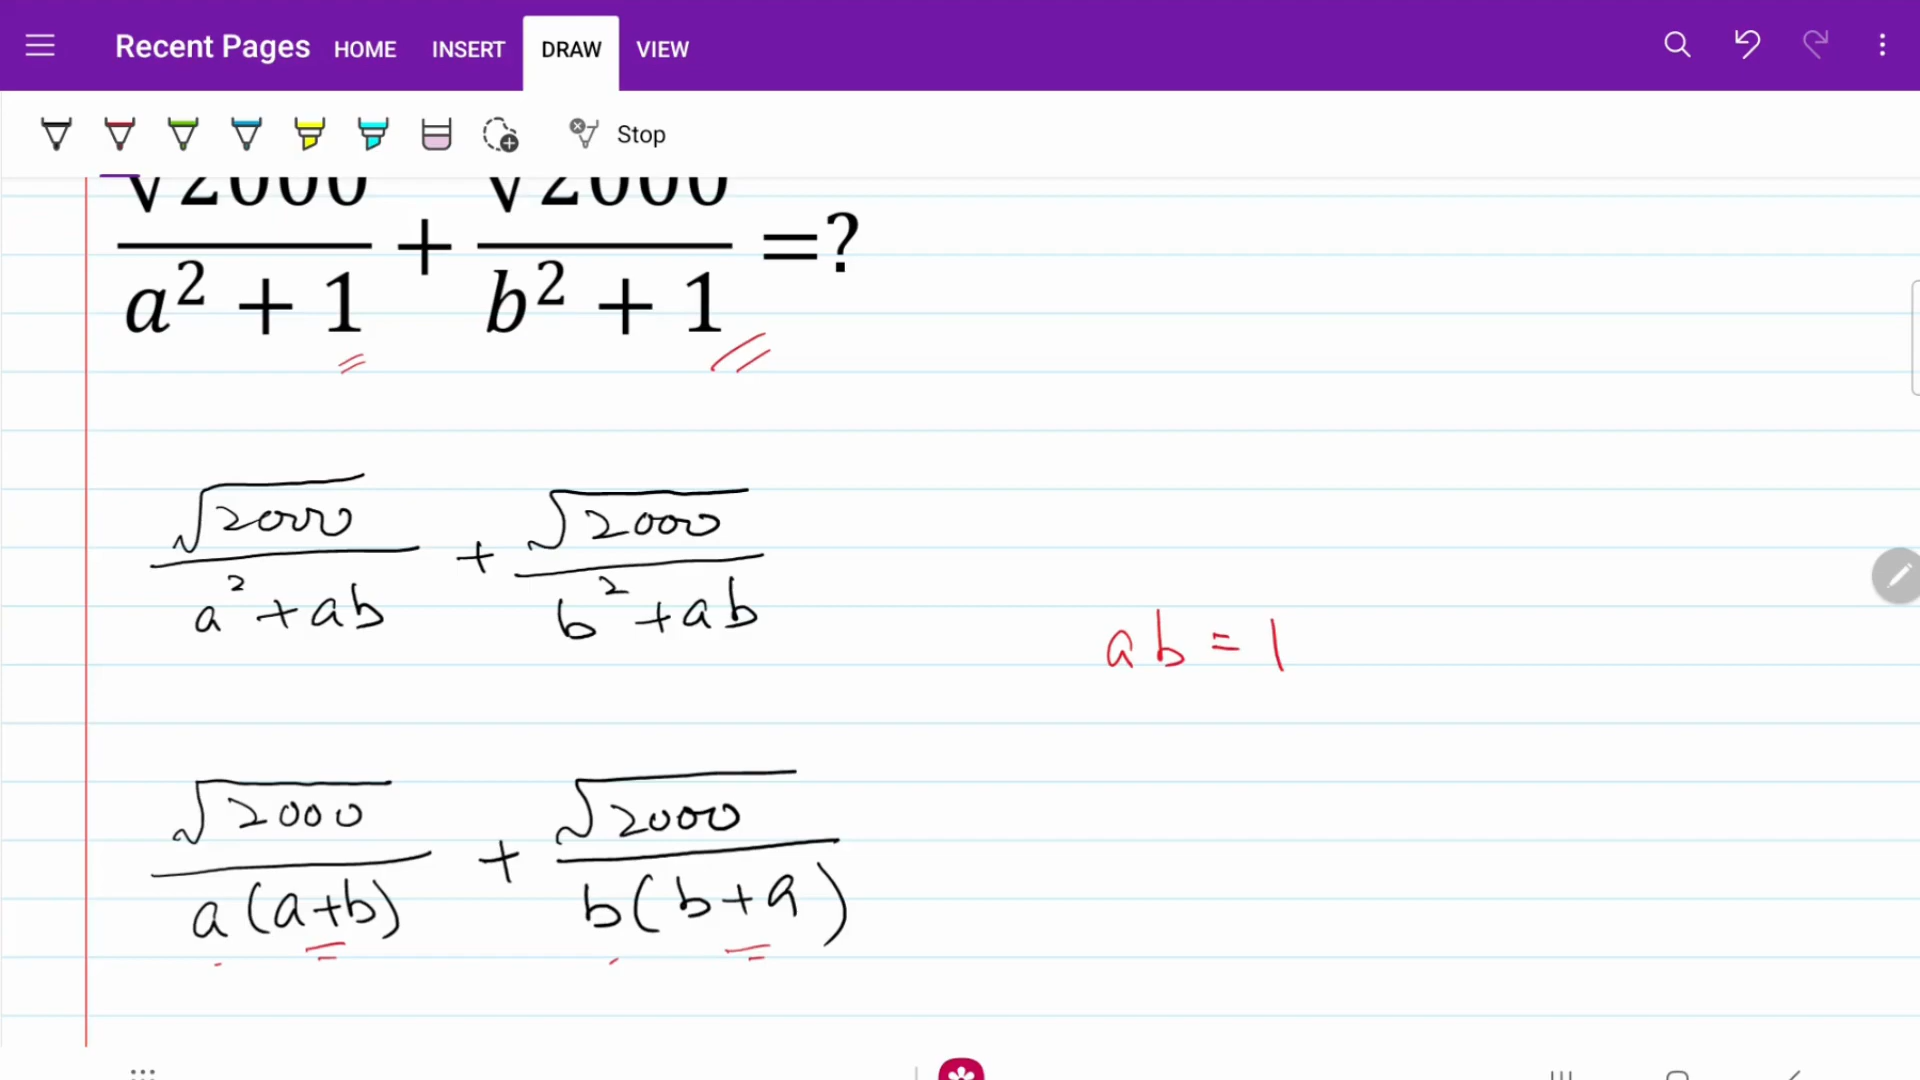 Recent Pages HOME INSERT DRAW VIEW
Stop
√2000 / a² + 1 + √2000 / b² + 1 =?
√2000 / a² + ab + √2000 / b² + ab
ab = 1
√2000 / a(a+b) + √2000 / b(b+a)